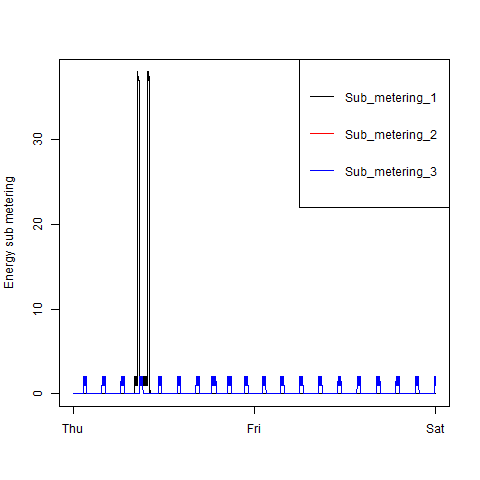 Sub_metering_1
Sub_metering_2
Sub_metering_3
Energy sub metering
30
20
10
0
Thu Fri Sat